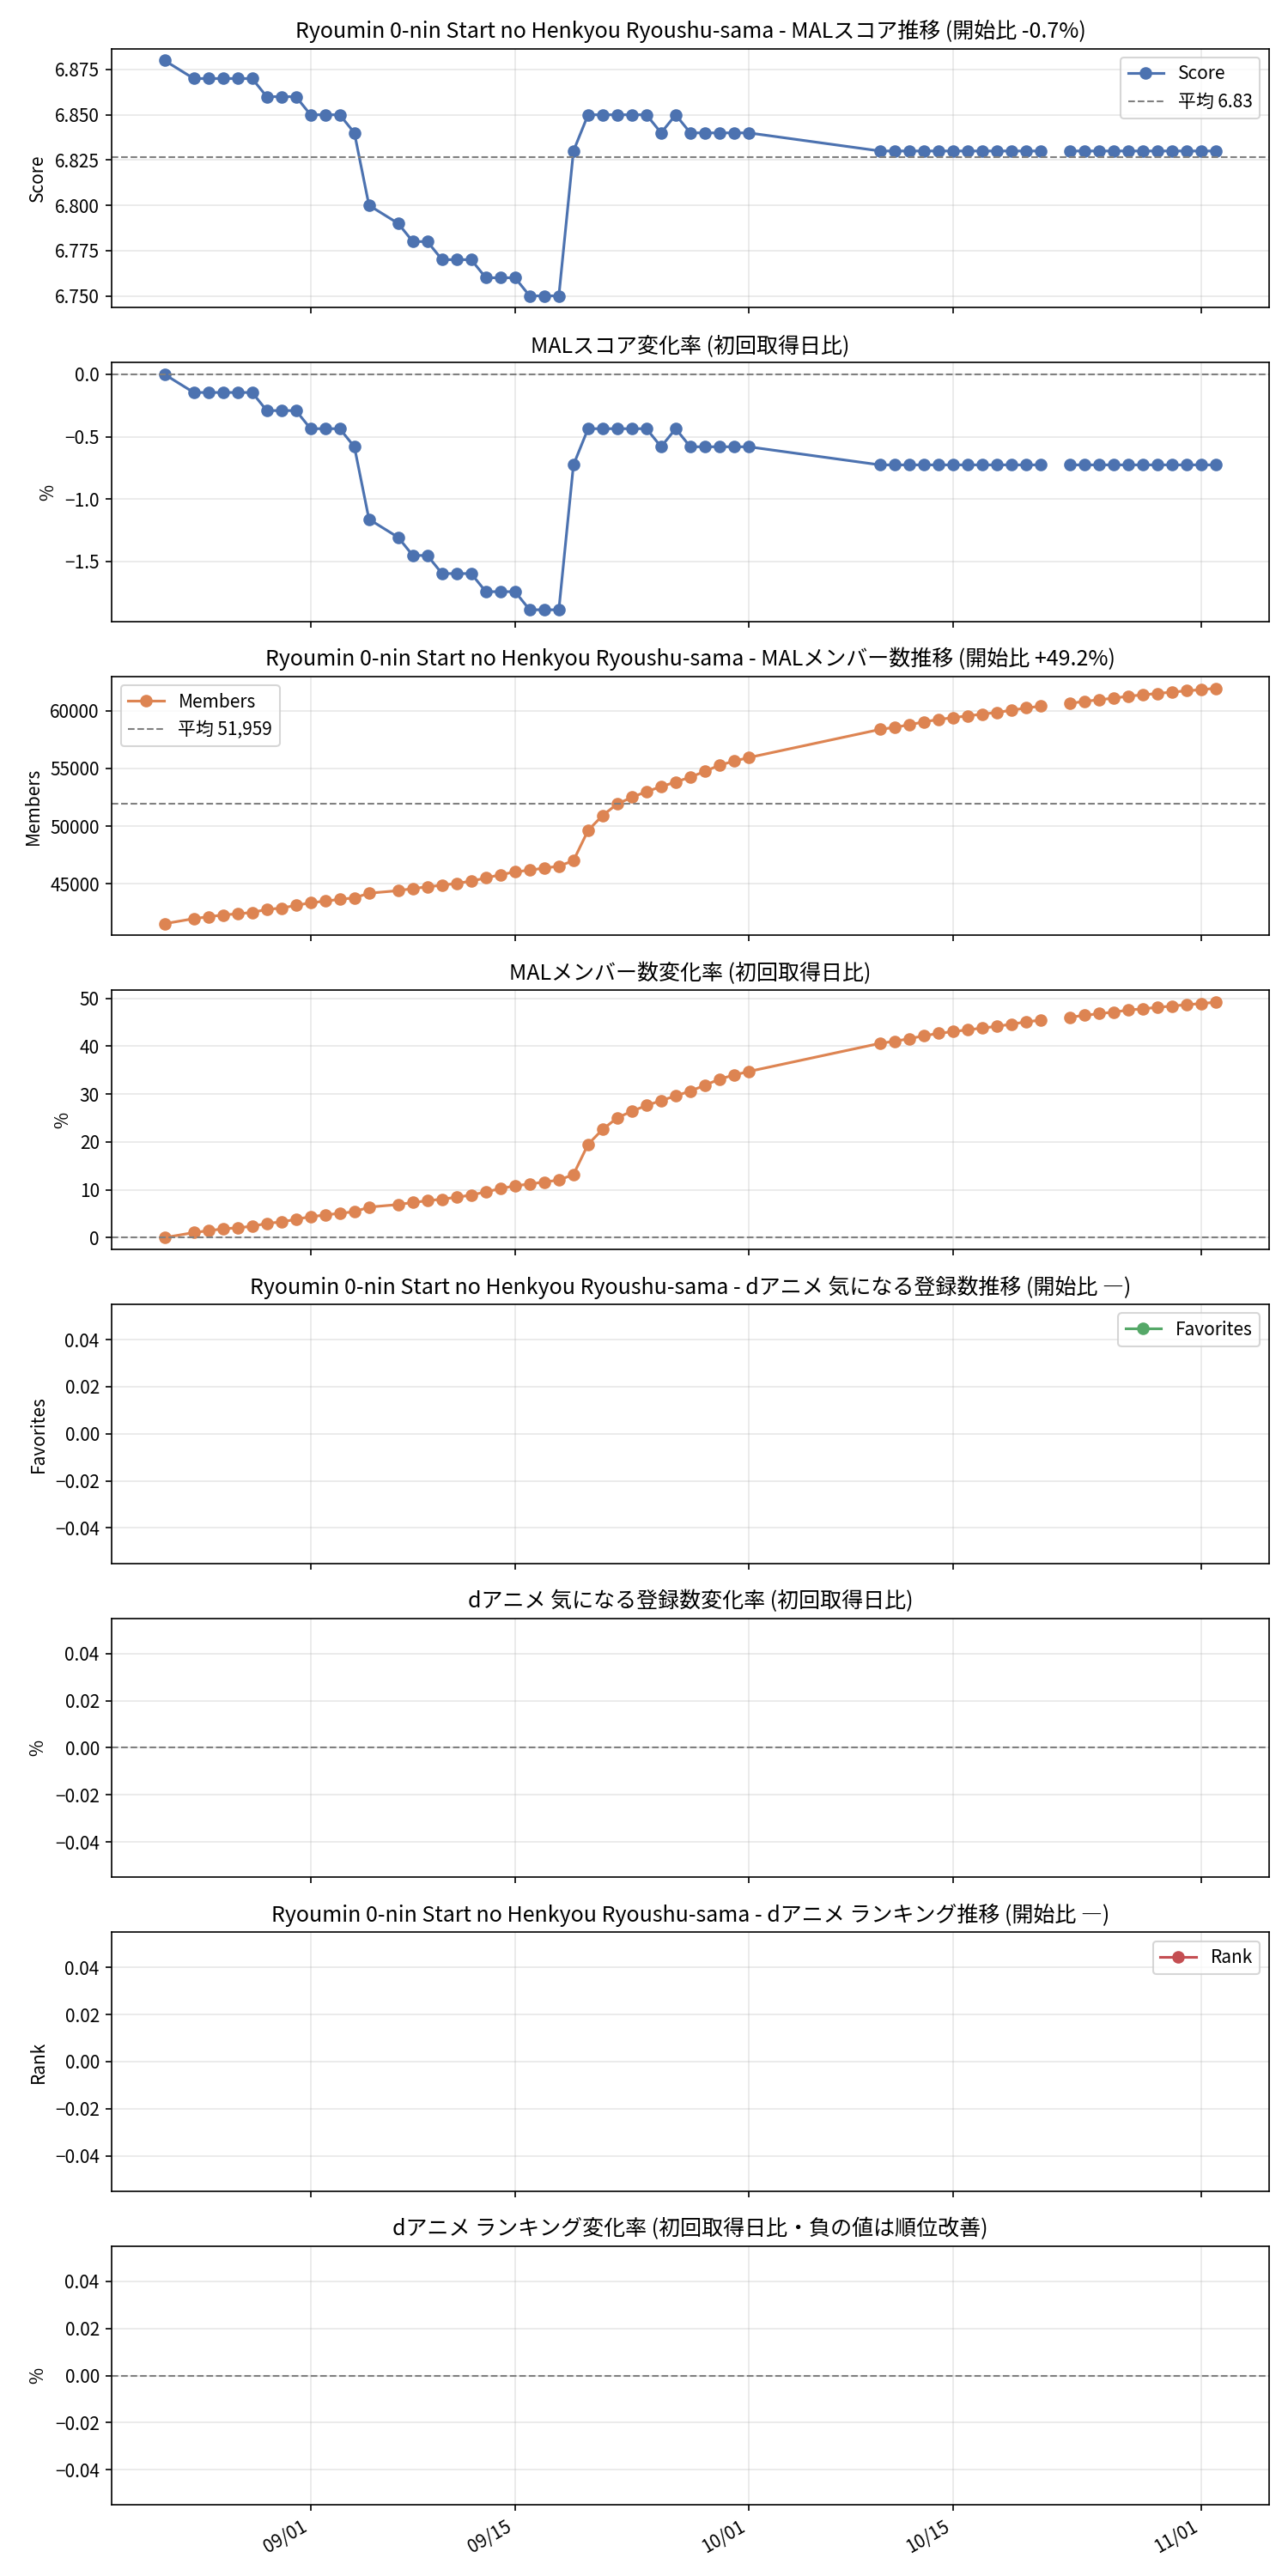 Ryoumin 0-nin Start no Henkyou Ryoushu-sama - MALスコア推移 (開始比 -0.7%)
Score
6.875
6.850
6.825
6.800
6.775
6.750
Score
平均 6.83
MALスコア変化率 (初回取得日比)
%
0.0
−0.5
−1.0
−1.5
Ryoumin 0-nin Start no Henkyou Ryoushu-sama - MALメンバー数推移 (開始比 +49.2%)
Members
60000
55000
50000
45000
Members
平均 51,959
MALメンバー数変化率 (初回取得日比)
%
50
40
30
20
10
0
Ryoumin 0-nin Start no Henkyou Ryoushu-sama - dアニメ 気になる登録数推移 (開始比 —)
Favorites
0.04
0.02
0.00
−0.02
−0.04
Favorites
dアニメ 気になる登録数変化率 (初回取得日比)
%
0.04
0.02
0.00
−0.02
−0.04
Ryoumin 0-nin Start no Henkyou Ryoushu-sama - dアニメ ランキング推移 (開始比 —)
Rank
0.04
0.02
0.00
−0.02
−0.04
Rank
dアニメ ランキング変化率 (初回取得日比・負の値は順位改善)
%
0.04
0.02
0.00
−0.02
−0.04
09/01
09/15
10/01
10/15
11/01